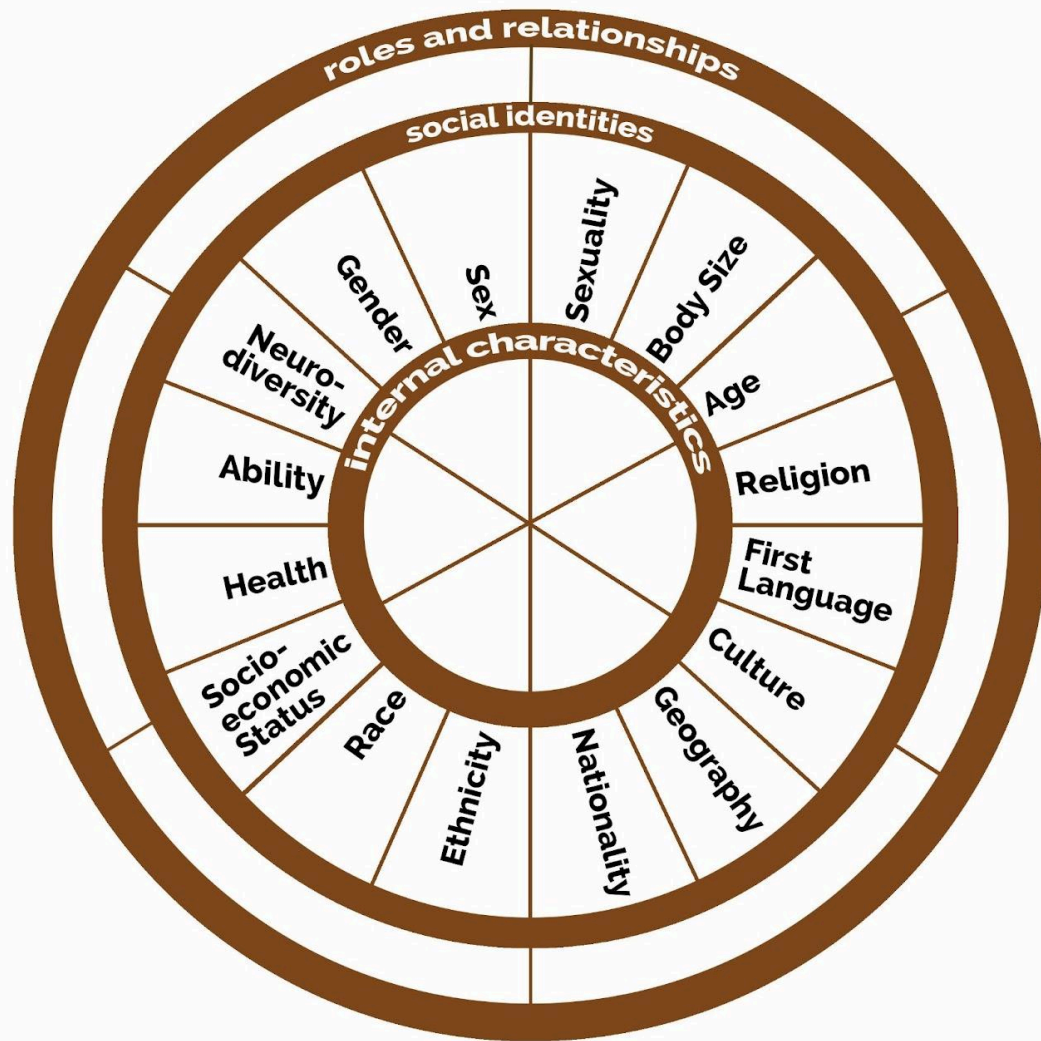 roles and relationships
social identities
internal characteristics
Sexuality
Body Size
Age
Religion
First
Language
Culture
Geography
Nationality
Ethnicity
Race
Socio-
economic
Status
Health
Ability
Neuro-
diversity
Gender
Sex